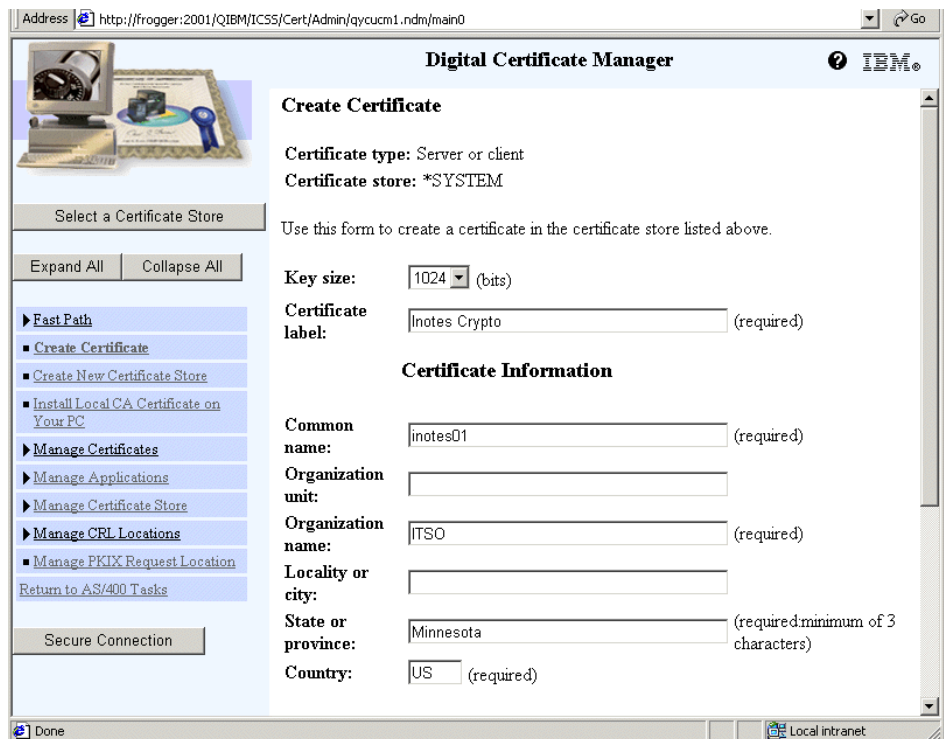 Address http://frogger:2001/QIBM/ICSS/Cert/Admin/qycucm1.ndm/main0 Go
Digital Certificate Manager
IBM®
Select a Certificate Store
Expand All Collapse All
Fast Path
Create Certificate
Create New Certificate Store
Install Local CA Certificate on
Your PC
Manage Certificates
Manage Applications
Manage Certificate Store
Manage CRL Locations
Manage PKIX Request Location
Return to AS/400 Tasks
Secure Connection
Create Certificate
Certificate type: Server or client
Certificate store: *SYSTEM
Use this form to create a certificate in the certificate store listed above.
Key size: 1024 (bits)
Certificate
label: Inotes Crypto (required)
Certificate Information
Common
name: inotes01 (required)
Organization
unit:
Organization
name: ITSO (required)
Locality or
city:
State or
province: Minnesota (required:minimum of 3
characters)
Country: US (required)
Done Local intranet